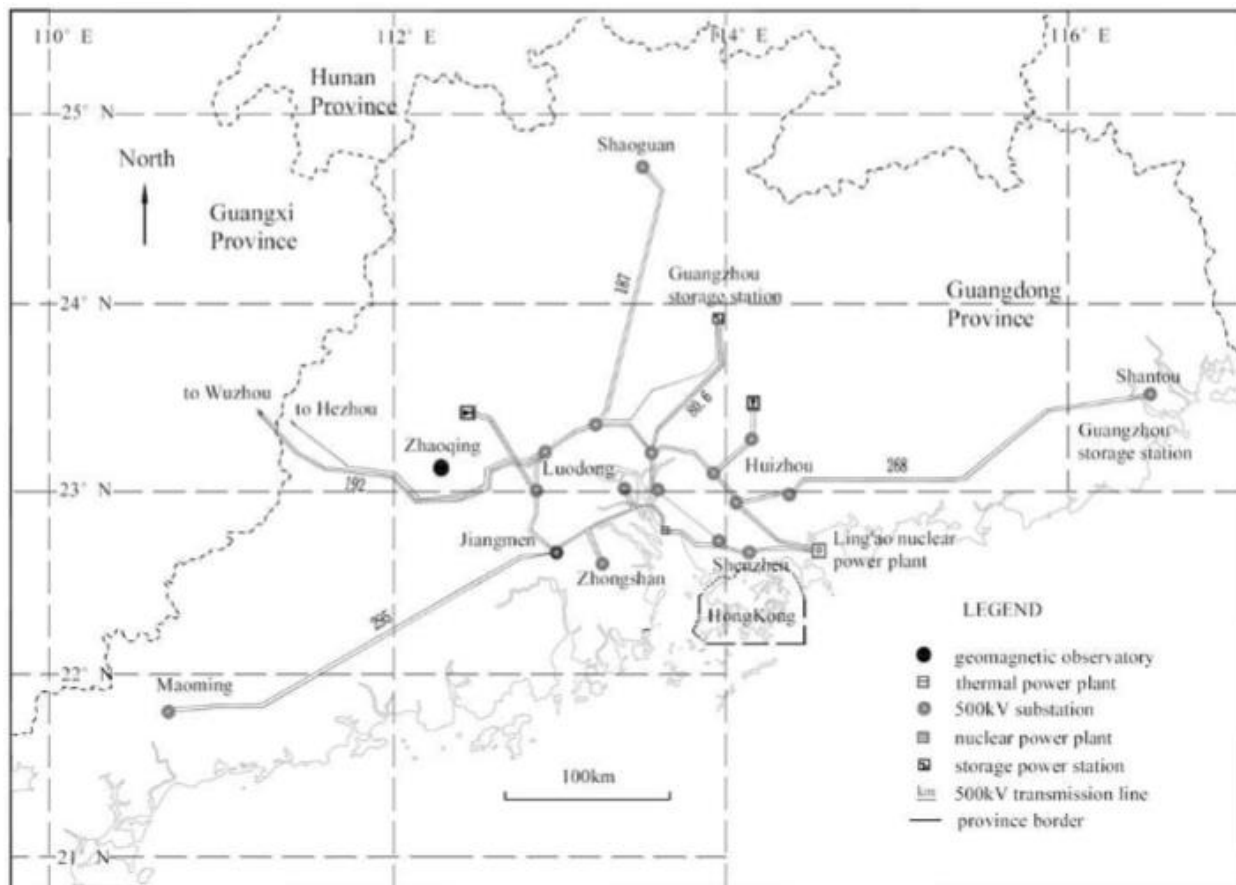 110° E
112° E
114° E
116° E
Hunan
Province
25° N
North
Shaoguan
Guangxi
Province
187
Guangzhou
storage station
24° N
Guangdong
Province
to Wuzhou
to Hezhou
80.6
Shantou
Zhaoqing
Luodong
Huizhou
Guangzhou
storage station
268
192
23° N
Jiangmen
Ling'ao nuclear
power plant
Zhongshan
Shenzhen
HongKong
LEGEND
geomagnetic observatory
thermal power plant
500kV substation
nuclear power plant
storage power station
km 500kV transmission line
province border
22° N
Maoming
100km
21° N